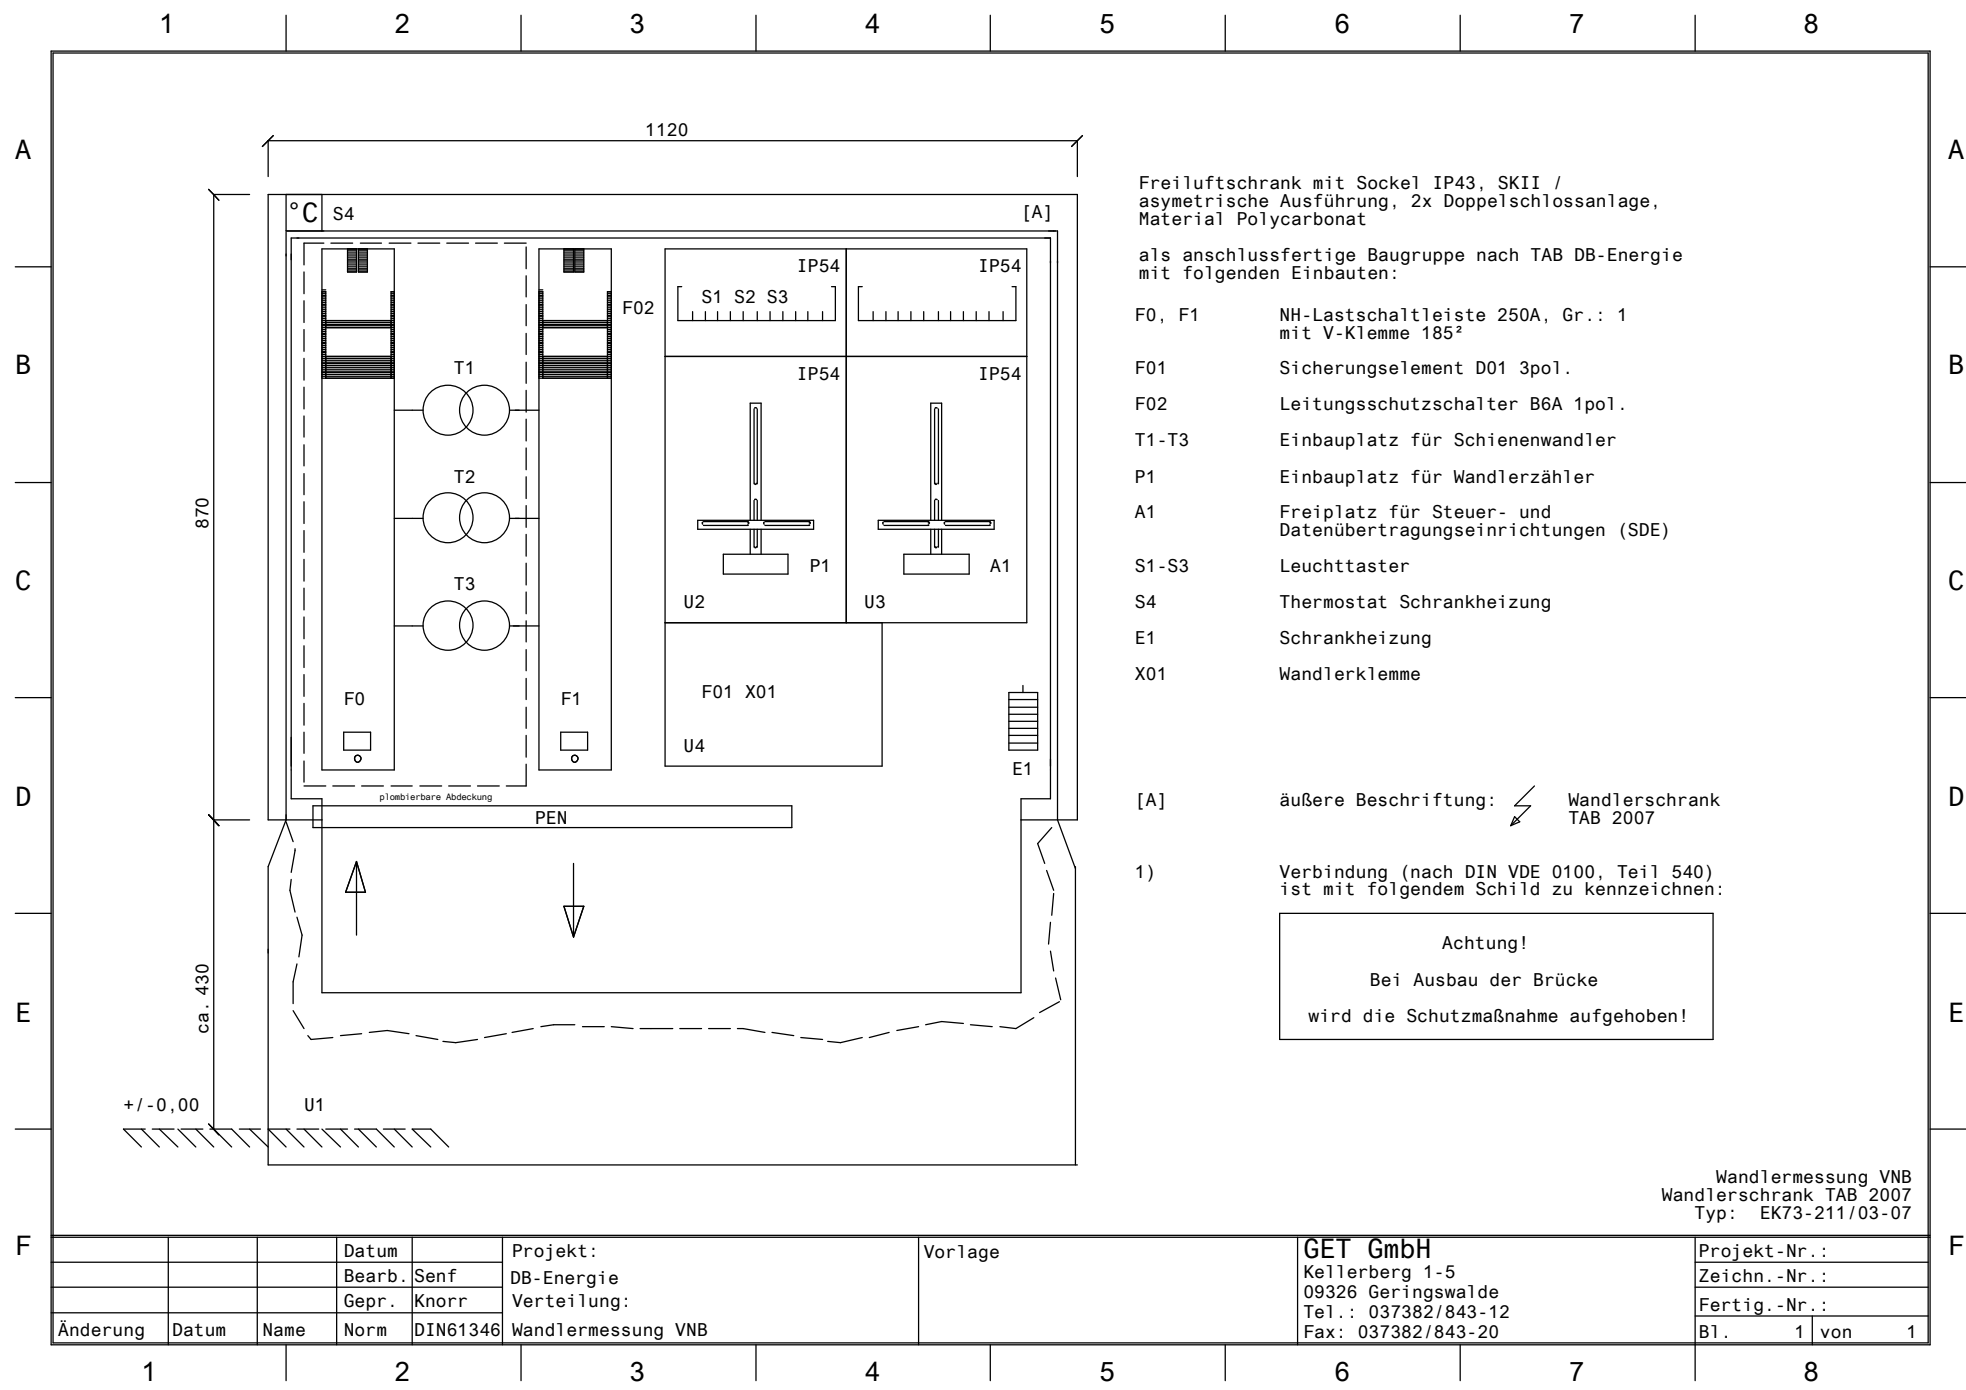 1 2 3 4 5 6 7 8
A A
B B
C C
D D
E E
F F
1120
870
ca. 430
+/-0,00
°C S4 [A]
IP54 IP54
S1 S2 S3
F02
IP54 IP54
T1
T2
T3
P1 A1
U2 U3
F0 F1
F01 X01
U4
E1
plombierbare Abdeckung
PEN
U1
Freiluftschrank mit Sockel IP43, SKII /
asymetrische Ausführung, 2x Doppelschlossanlage,
Material Polycarbonat
als anschlussfertige Baugruppe nach TAB DB-Energie
mit folgenden Einbauten:
F0, F1 NH-Lastschaltleiste 250A, Gr.: 1
mit V-Klemme 185²
F01 Sicherungselement D01 3pol.
F02 Leitungsschutzschalter B6A 1pol.
T1-T3 Einbauplatz für Schienenwandler
P1 Einbauplatz für Wandlerzähler
A1 Freiplatz für Steuer- und
Datenübertragungseinrichtungen (SDE)
S1-S3 Leuchttaster
S4 Thermostat Schrankheizung
E1 Schrankheizung
X01 Wandlerklemme
[A] äußere Beschriftung: Wandlerschrank
TAB 2007
1) Verbindung (nach DIN VDE 0100, Teil 540)
ist mit folgendem Schild zu kennzeichnen:
Achtung!
Bei Ausbau der Brücke
wird die Schutzmaßnahme aufgehoben!
Wandlermessung VNB
Wandlerschrank TAB 2007
Typ: EK73-211/03-07
Datum
Bearb. Senf
Gepr. Knorr
Änderung Datum Name Norm DIN61346
Projekt:
DB-Energie
Verteilung:
Wandlermessung VNB
Vorlage
GET GmbH
Kellerberg 1-5
09326 Geringswalde
Tel.: 037382/843-12
Fax: 037382/843-20
Projekt-Nr.:
Zeichn.-Nr.:
Fertig.-Nr.:
Bl. 1 von 1
1 2 3 4 5 6 7 8